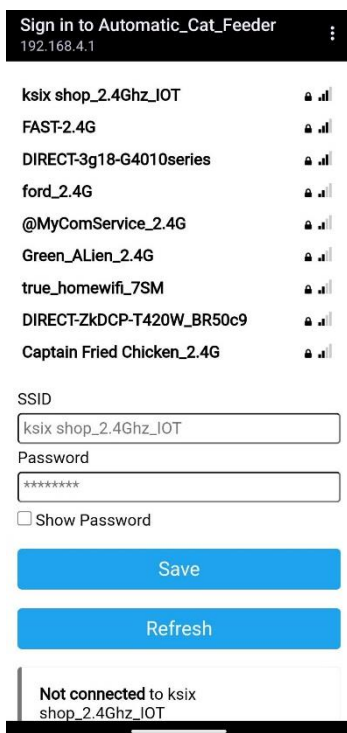 Sign in to Automatic_Cat_Feeder
192.168.4.1
ksix shop_2.4Ghz_IOT
FAST-2.4G
DIRECT-3g18-G4010series
ford_2.4G
@MyComService_2.4G
Green_ALien_2.4G
true_homewifi_7SM
DIRECT-ZkDCP-T420W_BR50c9
Captain Fried Chicken_2.4G
SSID
ksix shop_2.4Ghz_IOT
Password
********
Show Password
Save
Refresh
Not connected to ksix
shop_2.4Ghz_IOT